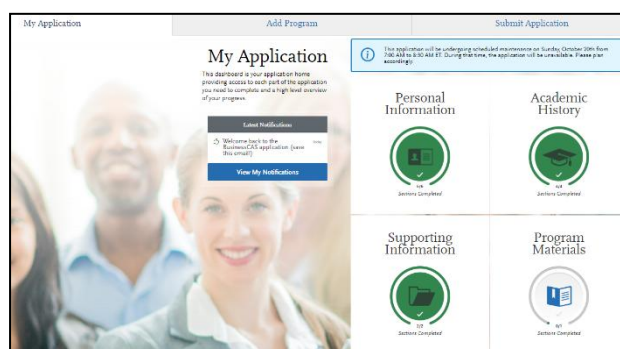 My Application
Add Program
Submit Application
My Application
This dashboard is your application home
providing access to each part of the application
you need to complete and a high level overview
of your progress.
Latest Notifications
Welcome back to the
BusinessCAS application (save
this email!)
View My Notifications
This application will be undergoing scheduled maintenance on Sunday, October 20th from
7:00 AM to 8:30 AM ET. During that time, the application will be unavailable. Please plan
accordingly.
Personal
Information
Sections Completed
Academic
History
Sections Completed
Supporting
Information
Sections Completed
Program
Materials
Sections Completed